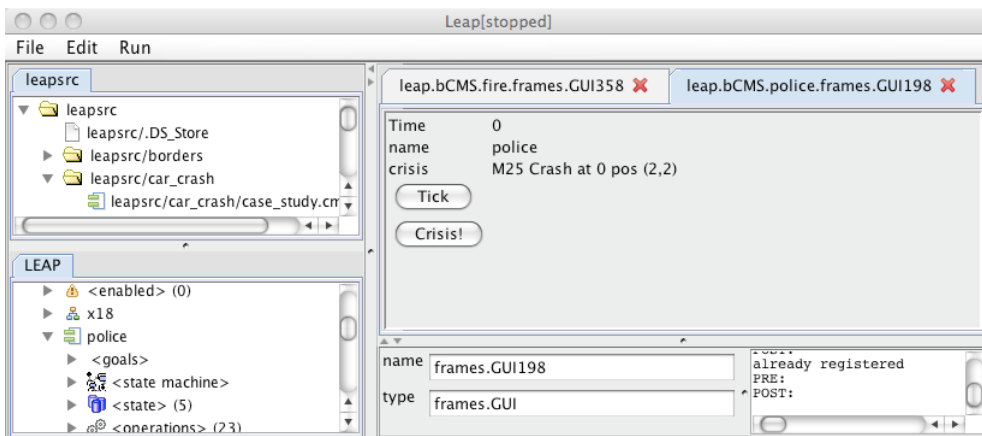 Leap[stopped]
File Edit Run
leapsrc
leapsrc
leapsrc/.DS_Store
leapsrc/borders
leapsrc/car_crash
leapsrc/car_crash/case_study.cm
LEAP
<enabled> (0)
x18
police
<goals>
<state machine>
<state> (5)
<operations> (23)
leap.bCMS.fire.frames.GUI358
leap.bCMS.police.frames.GUI198
Time 0
name police
crisis M25 Crash at 0 pos (2,2)
Tick
Crisis!
name frames.GUI198
type frames.GUI
POST:
already registered
PRE:
POST: